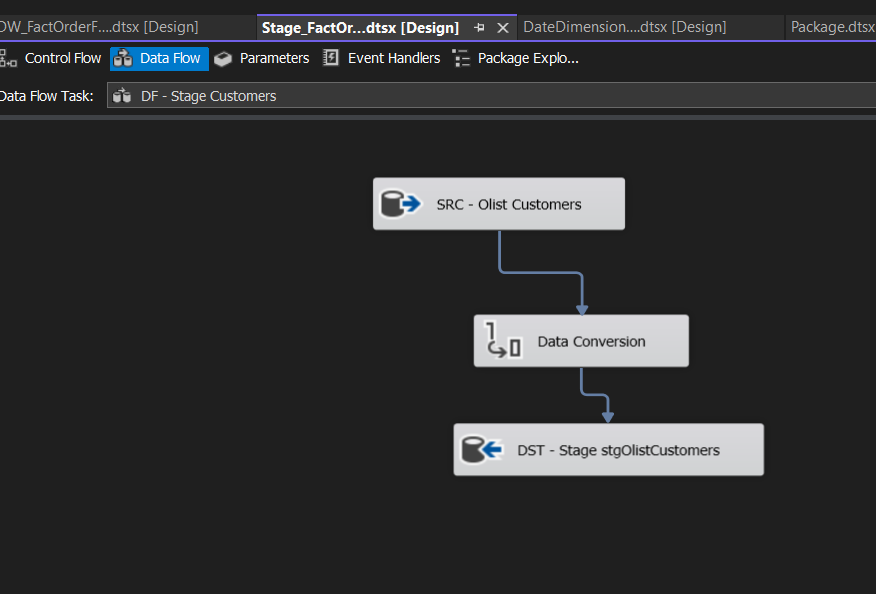 OW_FactOrderF....dtsx [Design] Stage_FactOr...dtsx [Design] DateDimension....dtsx [Design] Package.dtsx
Control Flow Data Flow Parameters Event Handlers Package Explo...
Data Flow Task: DF - Stage Customers
SRC - Olist Customers
Data Conversion
DST - Stage stgOlistCustomers